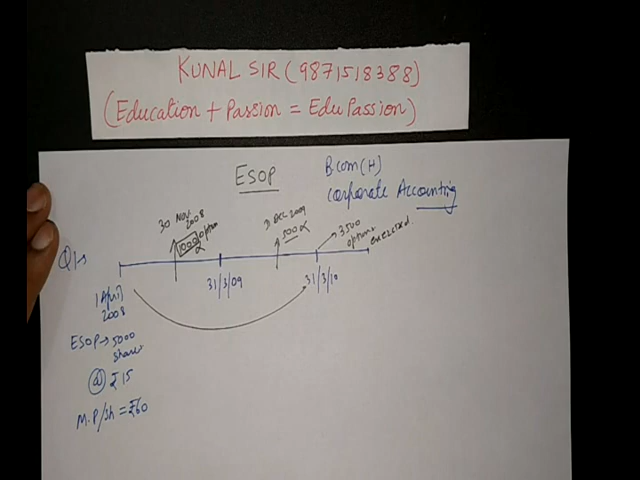 KUNAL SIR (9871518388)
(Education + Passion = EduPassion)
ESOP
B.com (H)
Corporate Accounting
30 Nov 2008
1000 option
31 Dec 2009
500
3500
options
exercised
Q1→
31/3/09
31/3/10
1 April
2008
ESOP → 5000
shares
@ ₹15
M.P/sh = ₹60